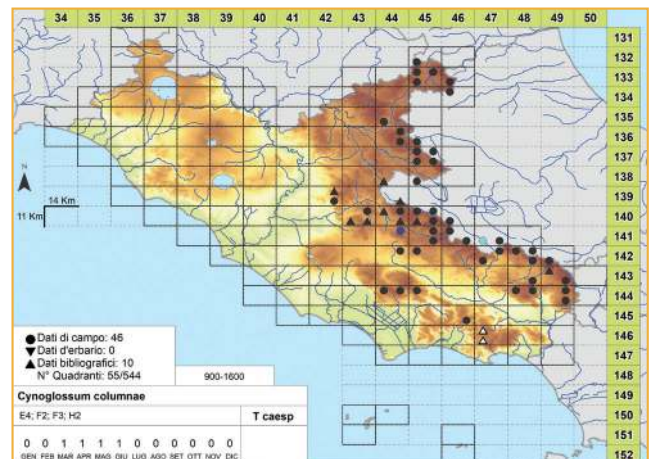 34 35 36 37 38 39 40 41 42 43 44 45 46 47 48 49 50
131
132
133
134
135
136
137
138
139
140
141
142
143
144
145
146
147
148
149
150
151
152
N
14 Km
11 Km
Dati di campo: 46
Dati d'erbario: 0
Dati bibliografici: 10
N° Quadranti: 55/544
900-1600
Cynoglossum columnae
E4; F2; F3; H2
T caesp
0 0 1 1 1 1 0 0 0 0 0 0
GEN FEB MAR APR MAG GIU LUG AGO SET OTT NOV DIC